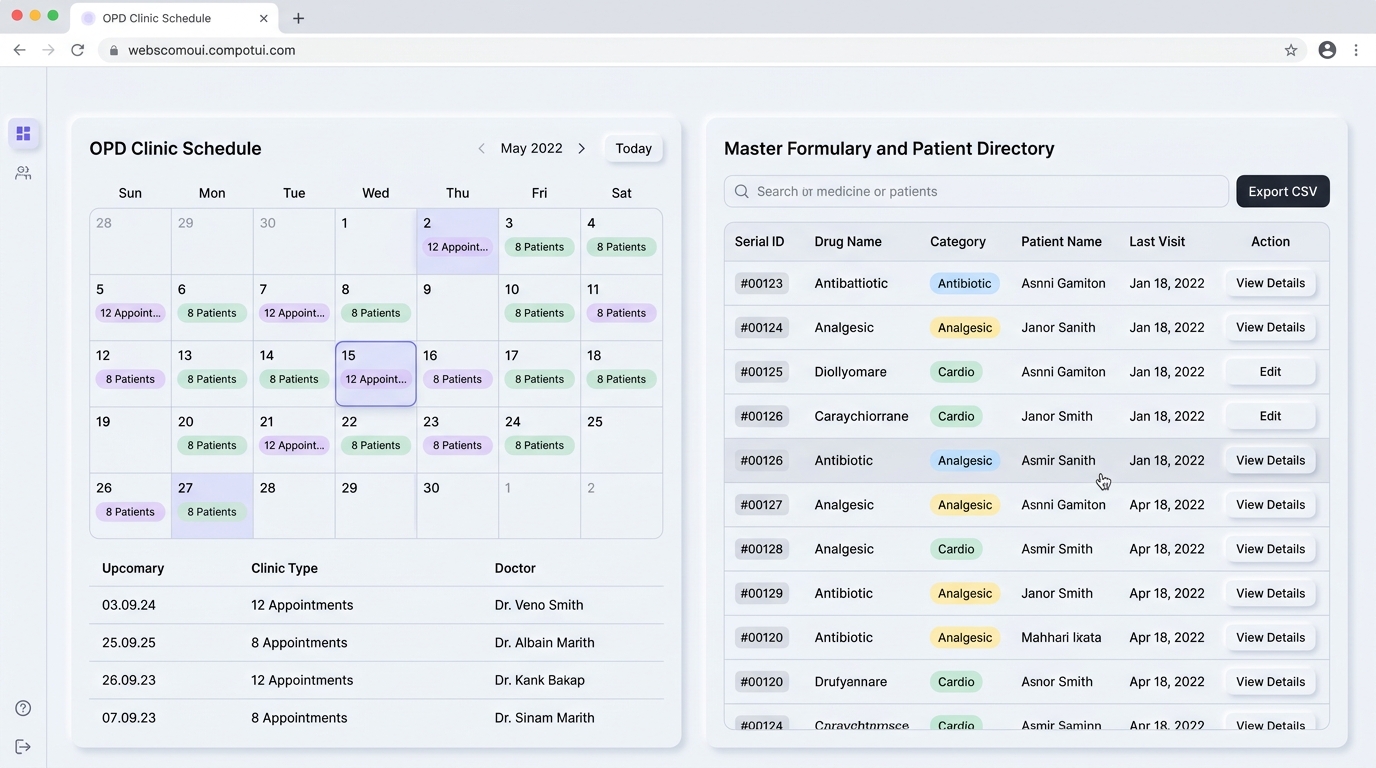 OPD Clinic Schedule
webscomoui.compotui.com
OPD Clinic Schedule
May 2022
Today
Sun Mon Tue Wed Thu Fri Sat
28 29 30 1 2 3 4
12 Appoint... 8 Patients 8 Patients
5 6 7 8 9 10 11
12 Appoint... 8 Patients 12 Appoint... 8 Patients 8 Patients 8 Patients
12 13 14 15 16 17 18
8 Patients 8 Patients 8 Patients 12 Appoint... 8 Patients 8 Patients 8 Patients
19 20 21 22 23 24 25
8 Patients 12 Appoint... 8 Patients 8 Patients 8 Patients
26 27 28 29 30 1 2
8 Patients 8 Patients
Upcomary Clinic Type Doctor
03.09.24 12 Appointments Dr. Veno Smith
25.09.25 8 Appointments Dr. Albain Marith
26.09.23 12 Appointments Dr. Kank Bakap
07.09.23 8 Appointments Dr. Sinam Marith
Master Formulary and Patient Directory
Search or medicine or patients
Export CSV
Serial ID Drug Name Category Patient Name Last Visit Action
#00123 Antibattiotic Antibiotic Asnni Gamiton Jan 18, 2022 View Details
#00124 Analgesic Analgesic Janor Sanith Jan 18, 2022 View Details
#00125 Diollyomare Cardio Asnni Gamiton Jan 18, 2022 Edit
#00126 Caraychiorrane Cardio Janor Smith Jan 18, 2022 Edit
#00126 Antibiotic Analgesic Asmir Sanith Jan 18, 2022 View Details
#00127 Analgesic Analgesic Asnni Gamiton Apr 18, 2022 View Details
#00128 Analgesic Cardio Asmir Smith Apr 18, 2022 View Details
#00129 Antibiotic Analgesic Janor Smith Apr 18, 2022 View Details
#00120 Antibiotic Analgesic Mahhari Ixata Apr 18, 2022 View Details
#00120 Drufyannare Cardio Asnor Smith Apr 18, 2022 View Details
#00124 Cardio Asmir Apr 18, 2022 View Details